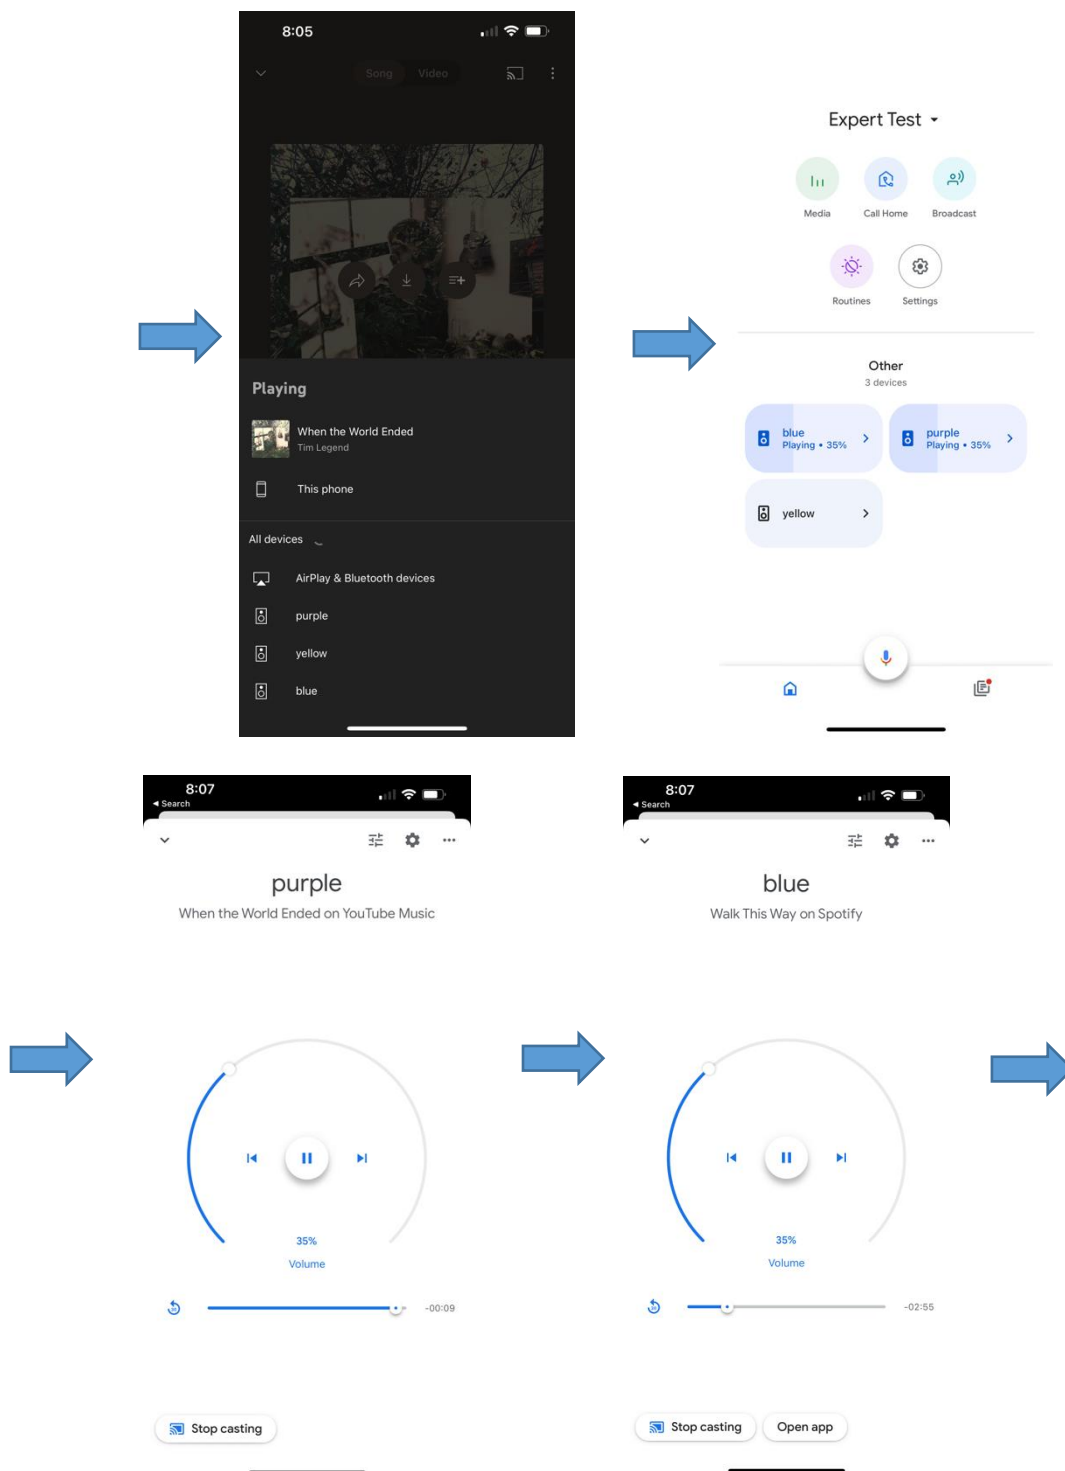 8:05
Song Video
Playing
When the World Ended
Tim Legend
This phone
All devices
AirPlay & Bluetooth devices
purple
yellow
blue
Expert Test
Media Call Home Broadcast
Routines Settings
Other
3 devices
blue
Playing • 35%
purple
Playing • 35%
yellow
8:07
Search
purple
When the World Ended on YouTube Music
35%
Volume
-00:09
Stop casting
8:07
Search
blue
Walk This Way on Spotify
35%
Volume
-02:55
Stop casting Open app